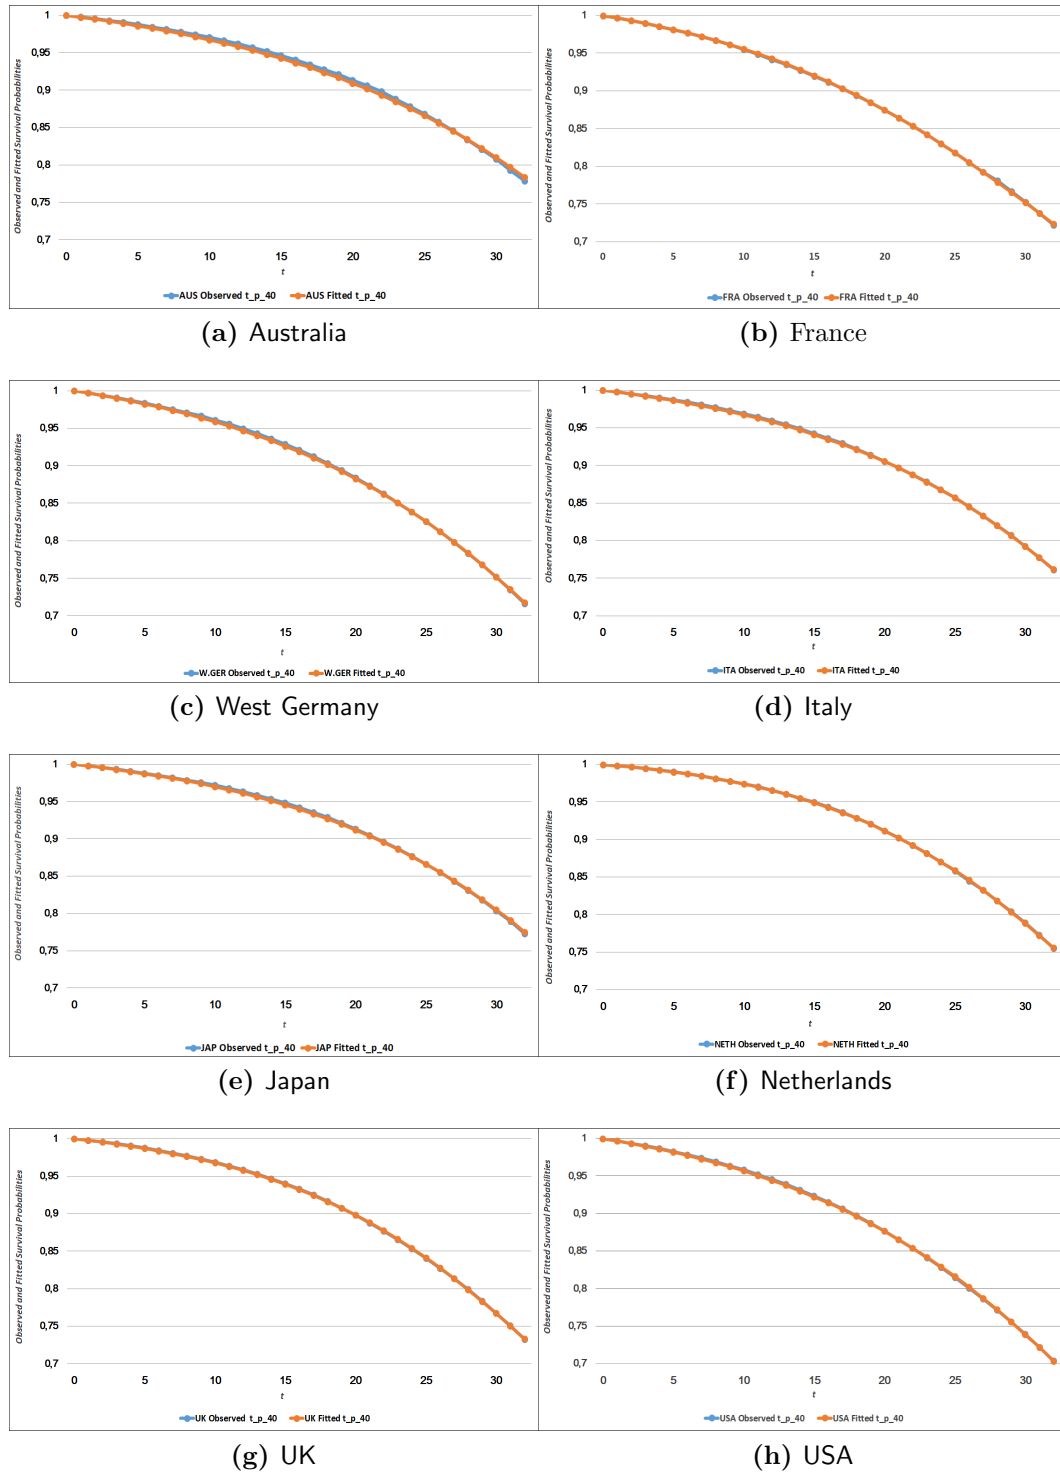 Observed and Fitted Survival Probabilities
1
0,95
0,9
0,85
0,8
0,75
0,7
0 5 10 15 20 25 30
t
AUS Observed t_p_40 AUS Fitted t_p_40
(a) Australia
Observed and Fitted Survival Probabilities
1
0,95
0,9
0,85
0,8
0,75
0,7
0 5 10 15 20 25 30
t
FRA Observed t_p_40 FRA Fitted t_p_40
(b) France
Observed and Fitted Survival Probabilities
1
0,95
0,9
0,85
0,8
0,75
0,7
0 5 10 15 20 25 30
t
W.GER Observed t_p_40 W.GER Fitted t_p_40
(c) West Germany
Observed and Fitted Survival Probabilities
1
0,95
0,9
0,85
0,8
0,75
0,7
0 5 10 15 20 25 30
t
ITA Observed t_p_40 ITA Fitted t_p_40
(d) Italy
Observed and Fitted Survival Probabilities
1
0,95
0,9
0,85
0,8
0,75
0,7
0 5 10 15 20 25 30
t
JAP Observed t_p_40 JAP Fitted t_p_40
(e) Japan
Observed and Fitted Survival Probabilities
1
0,95
0,9
0,85
0,8
0,75
0,7
0 5 10 15 20 25 30
t
NETH Observed t_p_40 NETH Fitted t_p_40
(f) Netherlands
Observed and Fitted Survival Probabilities
1
0,95
0,9
0,85
0,8
0,75
0,7
0 5 10 15 20 25 30
t
UK Observed t_p_40 UK Fitted t_p_40
(g) UK
Observed and Fitted Survival Probabilities
1
0,95
0,9
0,85
0,8
0,75
0,7
0 5 10 15 20 25 30
t
USA Observed t_p_40 USA Fitted t_p_40
(h) USA